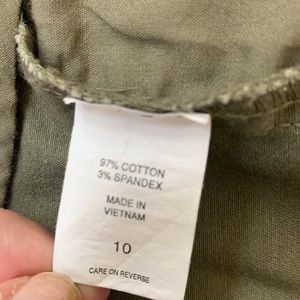 97% COTTON
3% SPANDEX
MADE IN
VIETNAM
10
CARE ON REVERSE